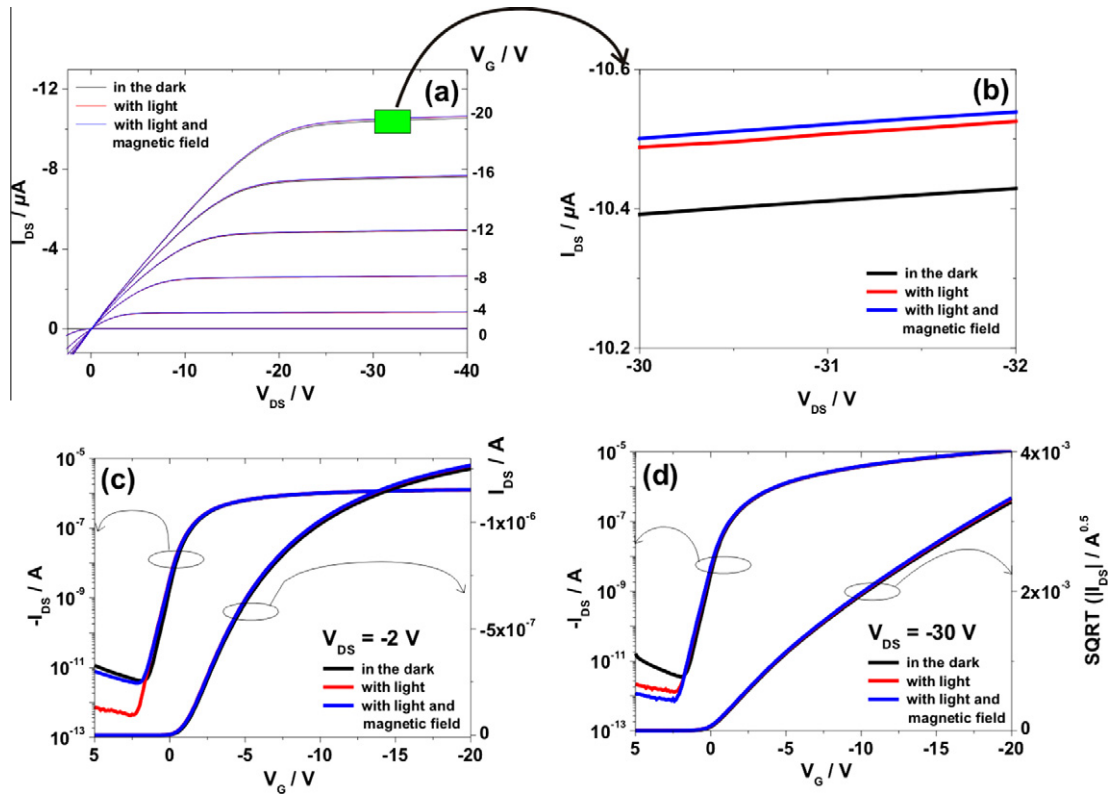 (a)
V_G / V
in the dark
with light
with light and
magnetic field
-12
-8
-4
0
I_DS / µA
-20
-16
-12
-8
-4
0
0
-10
-20
-30
-40
V_DS / V
(b)
-10.6
-10.4
-10.2
I_DS / µA
in the dark
with light
with light and
magnetic field
-30
-31
-32
V_DS / V
(c)
10^-5
10^-7
10^-9
10^-11
10^-13
-I_DS / A
I_DS / A
-1x10^-6
-5x10^-7
0
V_DS = -2 V
in the dark
with light
with light and
magnetic field
5
0
-5
-10
-15
-20
V_G / V
(d)
10^-5
10^-7
10^-9
10^-11
10^-13
-I_DS / A
4x10^-3
2x10^-3
0
SQRT (|I_DS| / A^0.5
V_DS = -30 V
in the dark
with light
with light and
magnetic field
5
0
-5
-10
-15
-20
V_G / V